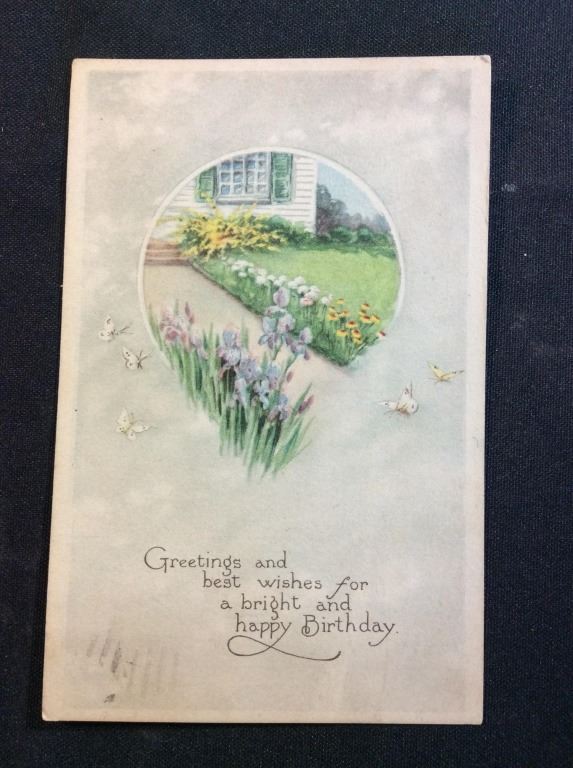 Greetings and
best wishes for
a bright and
happy Birthday.